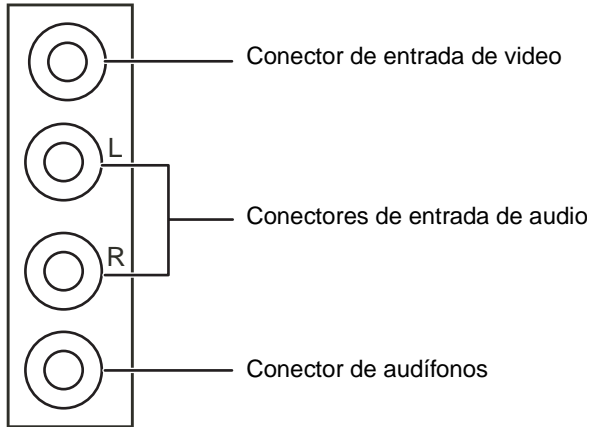 Conector de entrada de video
L
Conectores de entrada de audio
R
Conector de audífonos